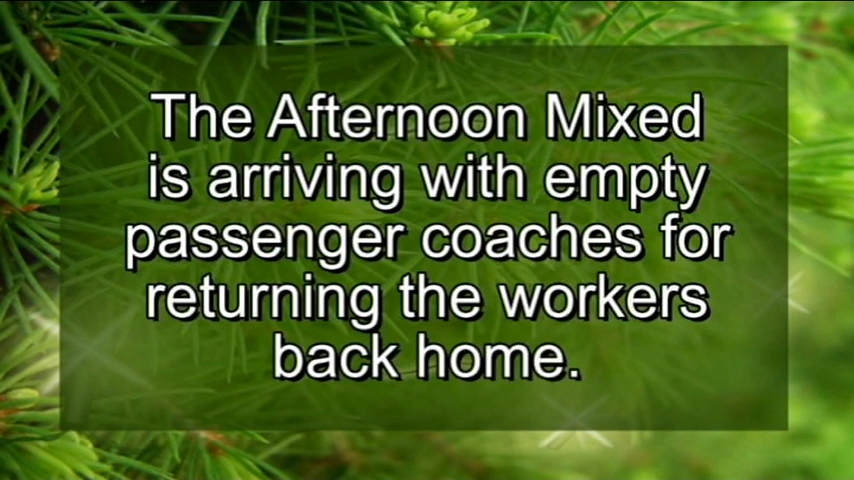 The Afternoon Mixed
is arriving with empty
passenger coaches for
returning the workers
back home.